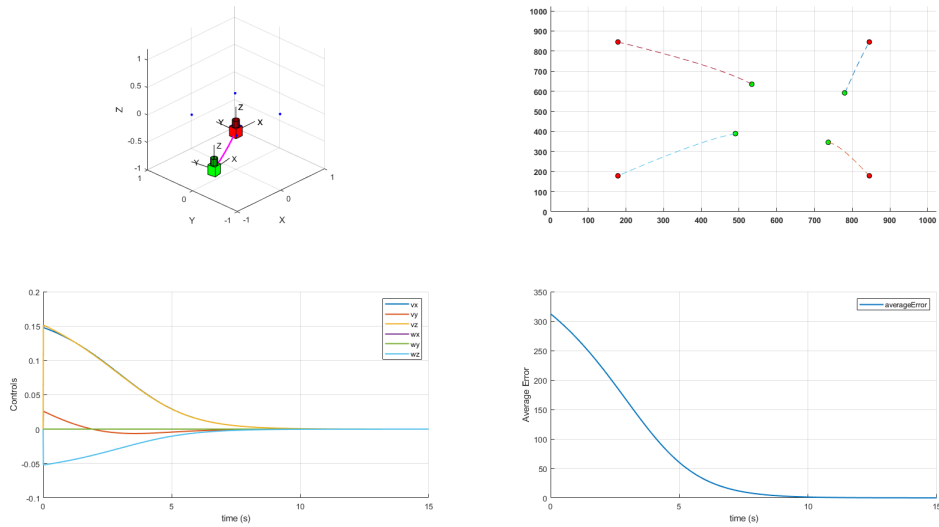 1
0.5
0
-0.5
-1
Z
Z
Y
X
Z
Y
X
1
0
-1
-1
0
1
Y
X
1000
900
800
700
600
500
400
300
200
100
0
0 100 200 300 400 500 600 700 800 900 1000
0.2
0.15
0.1
0.05
0
-0.05
-0.1
Controls
vx
vy
vz
wx
wy
wz
0 5 10 15
time (s)
350
300
250
200
150
100
50
0
Average Error
averageError
0 5 10 15
time (s)